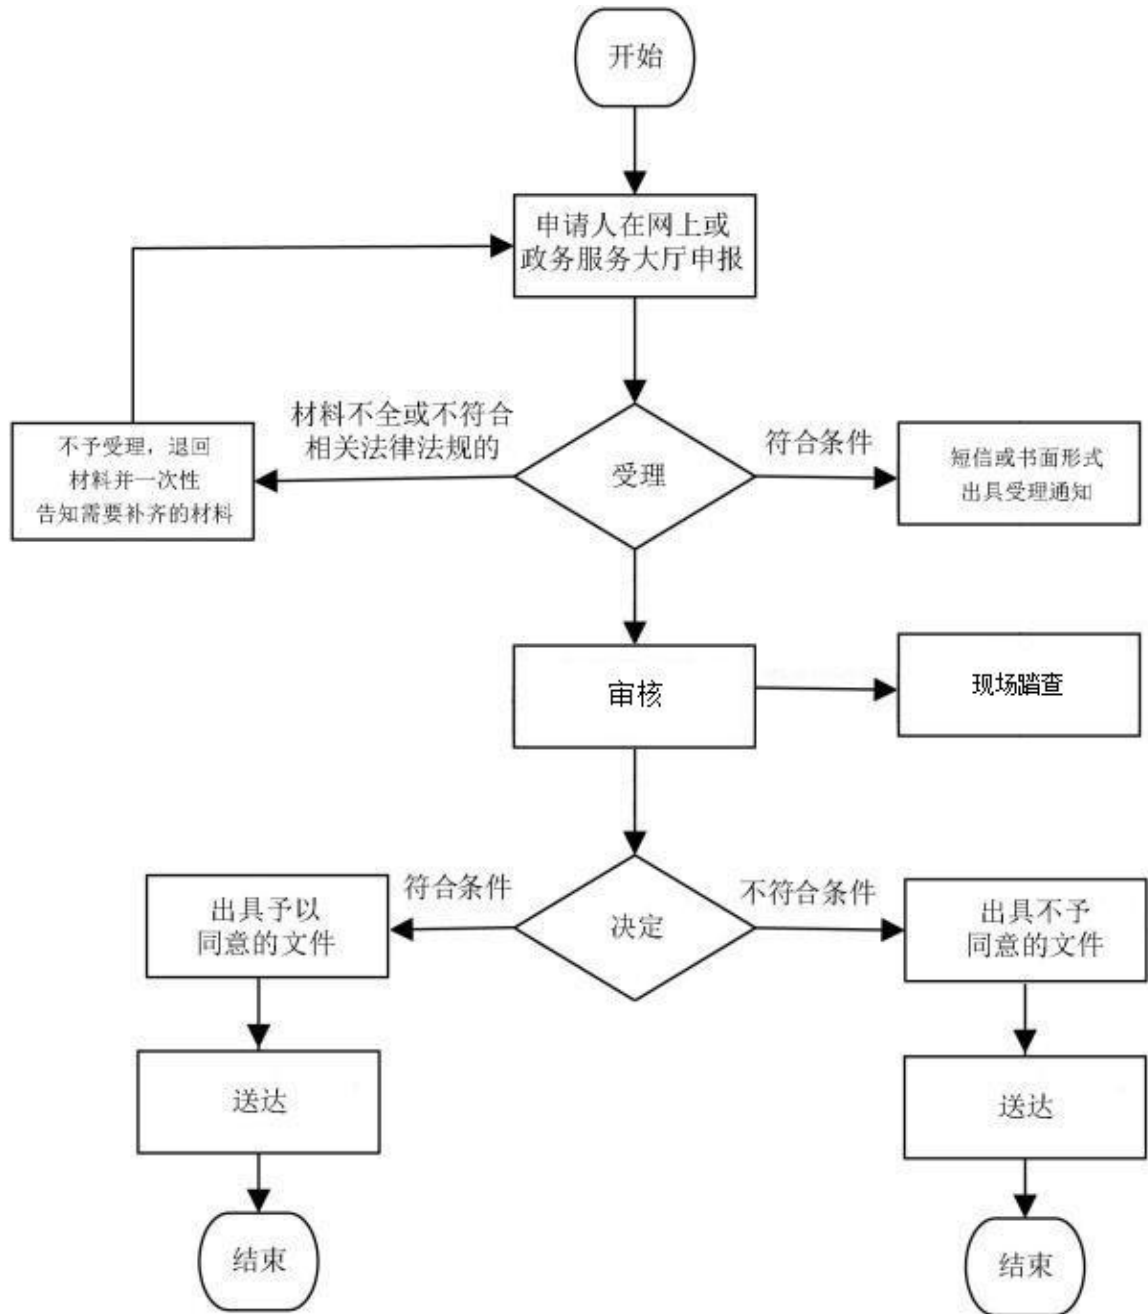 开始
申请人在网上或
政务服务大厅申报
材料不全或不符合
相关法律法规的
符合条件
不予受理，退回
材料并一次性
告知需要补齐的材料
受理
短信或书面形式
出具受理通知
审核
现场踏查
符合条件
不符合条件
出具予以
同意的文件
决定
出具不予
同意的文件
送达
送达
结束
结束